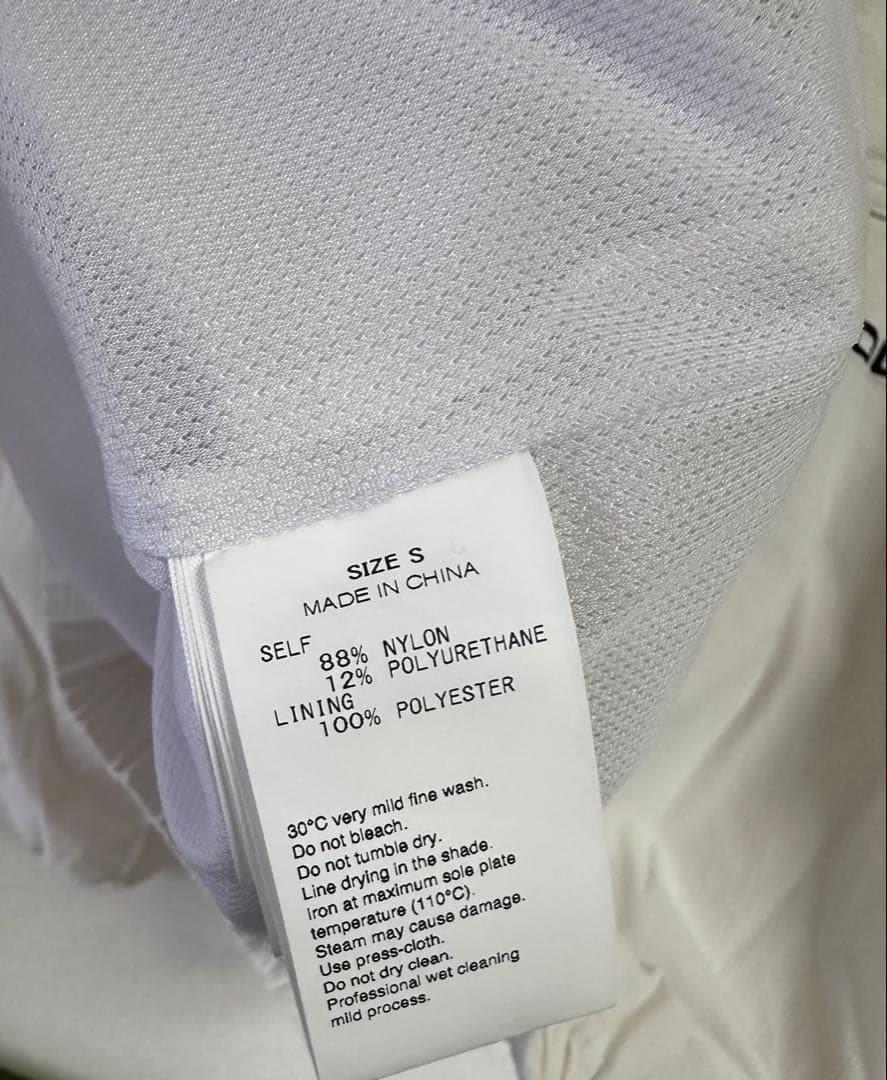 SIZE S
MADE IN CHINA
SELF
88% NYLON
12% POLYURETHANE
LINING
100% POLYESTER
30°C very mild fine wash.
Do not bleach.
Do not tumble dry.
Line drying in the shade.
Iron at maximum sole plate
temperature (110°C).
Steam may cause damage.
Use press-cloth.
Do not dry clean.
Professional wet cleaning
mild process.